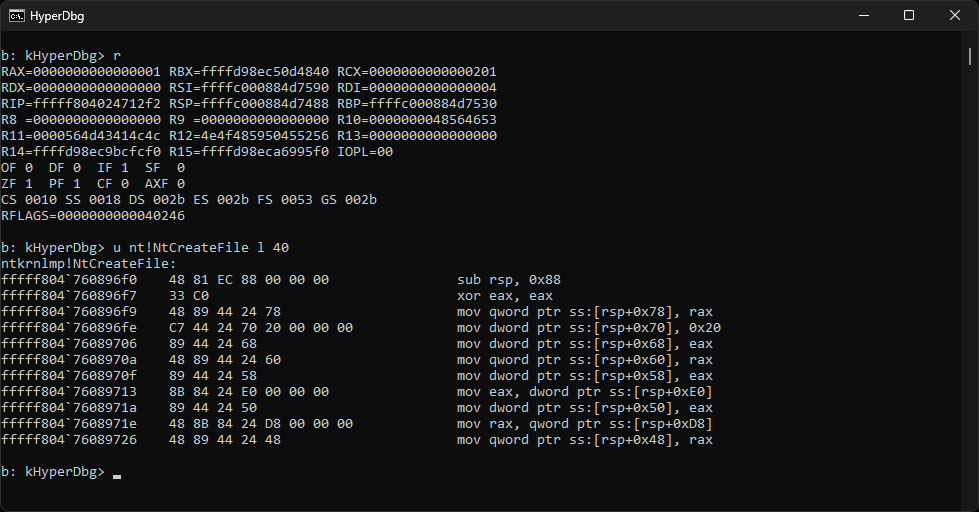 HyperDbg
b: kHyperDbg> r
RAX=0000000000000001 RBX=ffffd98ec50d4840 RCX=0000000000000201
RDX=0000000000000000 RSI=ffffc000884d7590 RDI=0000000000000004
RIP=fffff804024712f2 RSP=ffffc000884d7488 RBP=ffffc000884d7530
R8 =0000000000000000 R9 =0000000000000000 R10=0000000048564653
R11=0000564d43414c4c R12=4e4f485950455256 R13=0000000000000000
R14=ffffd98ec9bcfcf0 R15=ffffd98eca6995f0 IOPL=00
OF 0  DF 0  IF 1  SF  0
ZF 1  PF 1  CF 0  AXF 0
CS 0010 SS 0018 DS 002b ES 002b FS 0053 GS 002b
RFLAGS=0000000000040246
b: kHyperDbg> u nt!NtCreateFile l 40
ntkrnlmp!NtCreateFile:
fffff804`760896f0    48 81 EC 88 00 00 00                sub rsp, 0x88
fffff804`760896f7    33 C0                               xor eax, eax
fffff804`760896f9    48 89 44 24 78                      mov qword ptr ss:[rsp+0x78], rax
fffff804`760896fe    C7 44 24 70 20 00 00 00             mov dword ptr ss:[rsp+0x70], 0x20
fffff804`76089706    89 44 24 68                         mov dword ptr ss:[rsp+0x68], eax
fffff804`7608970a    48 89 44 24 60                      mov qword ptr ss:[rsp+0x60], rax
fffff804`7608970f    89 44 24 58                         mov dword ptr ss:[rsp+0x58], eax
fffff804`76089713    8B 84 24 E0 00 00 00                mov eax, dword ptr ss:[rsp+0xE0]
fffff804`7608971a    89 44 24 50                         mov dword ptr ss:[rsp+0x50], eax
fffff804`7608971e    48 8B 84 24 D8 00 00 00             mov rax, qword ptr ss:[rsp+0xD8]
fffff804`76089726    48 89 44 24 48                      mov qword ptr ss:[rsp+0x48], rax
b: kHyperDbg>